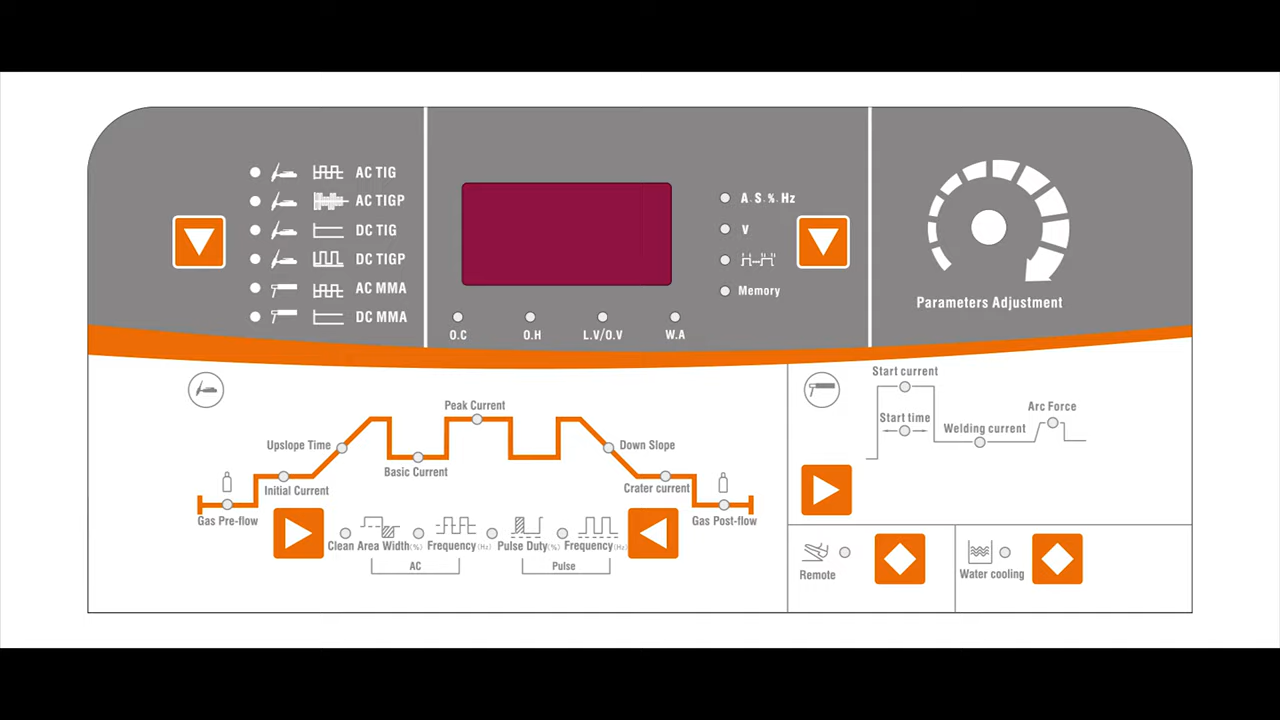 AC TIG
AC TIGP
DC TIG
DC TIGP
AC MMA
DC MMA
O.C
O.H
L.V/O.V
W.A
A.S.%.Hz
V
Memory
Parameters Adjustment
Gas Pre-flow
Initial Current
Upslope Time
Basic Current
Peak Current
Down Slope
Crater current
Gas Post-flow
Clean Area Width(%)
Frequency(Hz)
AC
Pulse Duty(%)
Frequency(Hz)
Pulse
Start current
Start time
Welding current
Arc Force
Remote
Water cooling